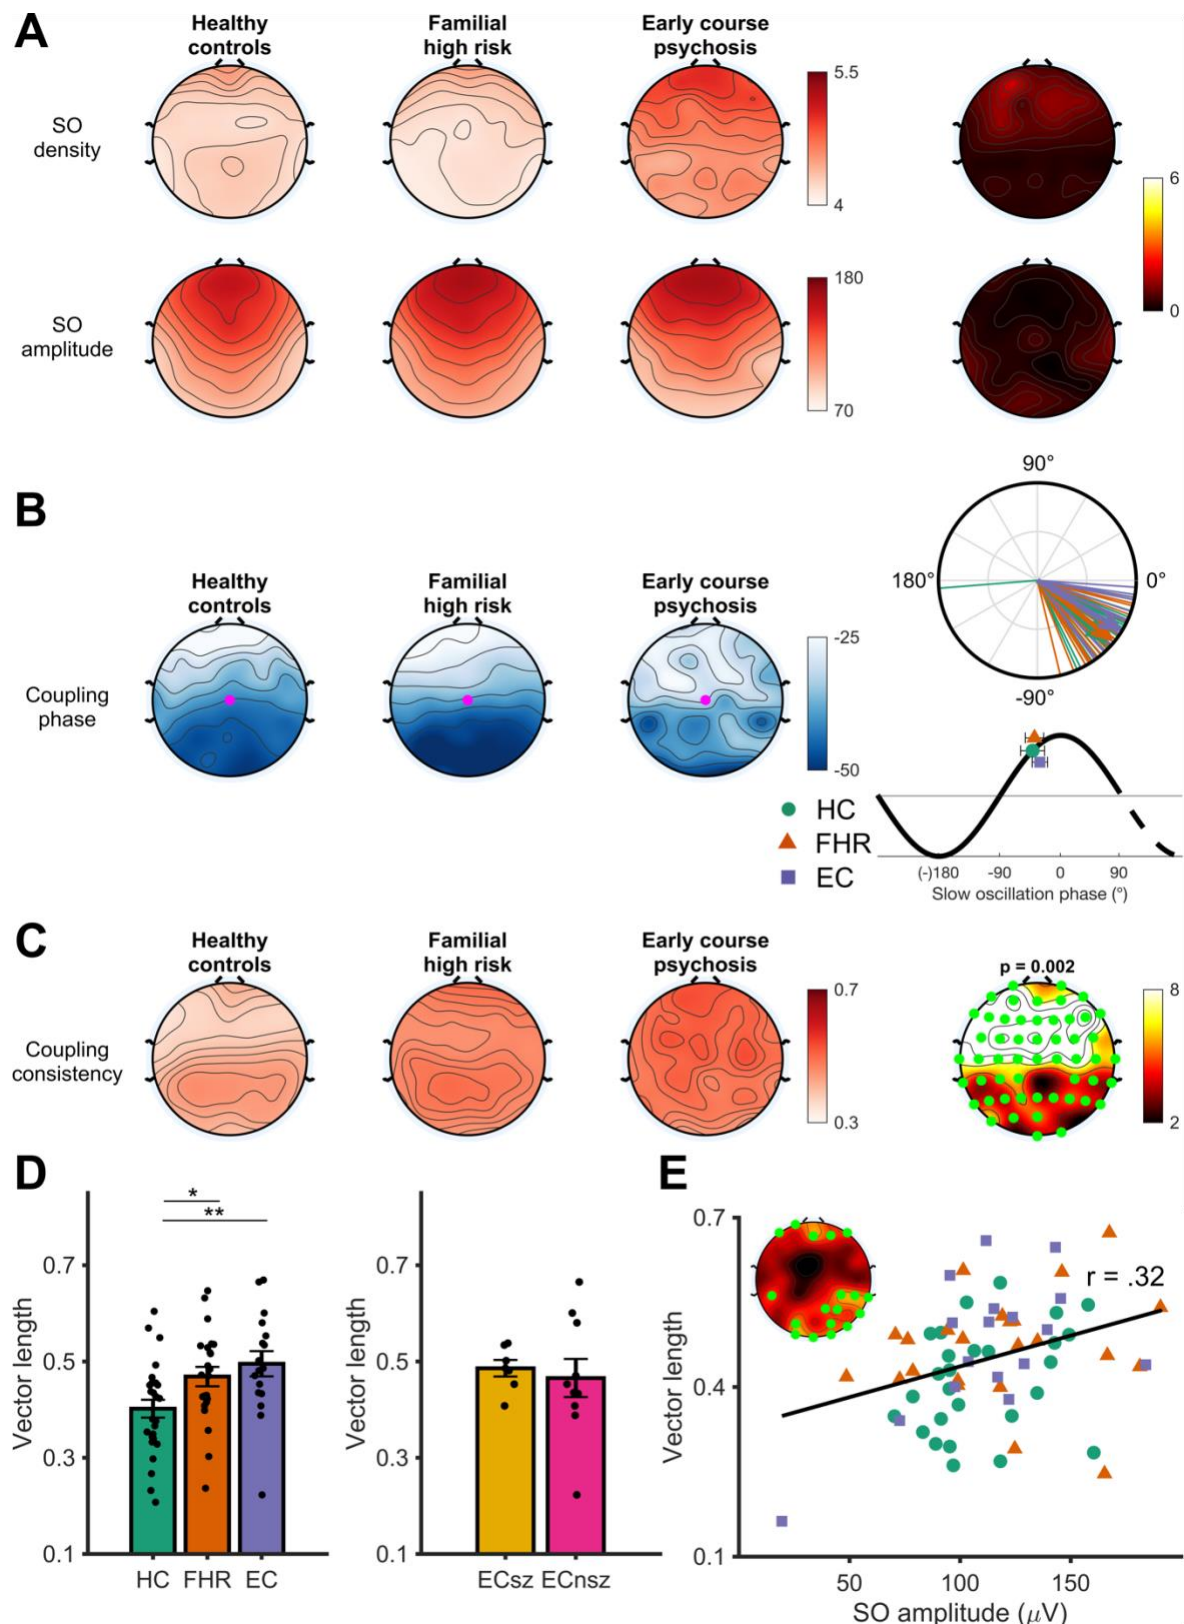 A
Healthy
controls
Familial
high risk
Early course
psychosis
SO
density
5.5
4
6
0
SO
amplitude
180
70
B
Healthy
controls
Familial
high risk
Early course
psychosis
Coupling
phase
-25
-50
90°
180°
0°
-90°
HC
FHR
EC
(-)180 -90 0 90
Slow oscillation phase (°)
C
Healthy
controls
Familial
high risk
Early course
psychosis
p = 0.002
Coupling
consistency
0.7
0.3
8
2
D
*
**
Vector length
0.7
0.5
0.3
0.1
HC FHR EC
Vector length
0.7
0.5
0.3
0.1
ECsz ECnsz
E
Vector length
0.7
0.4
0.1
r = .32
50 100 150
SO amplitude (μV)